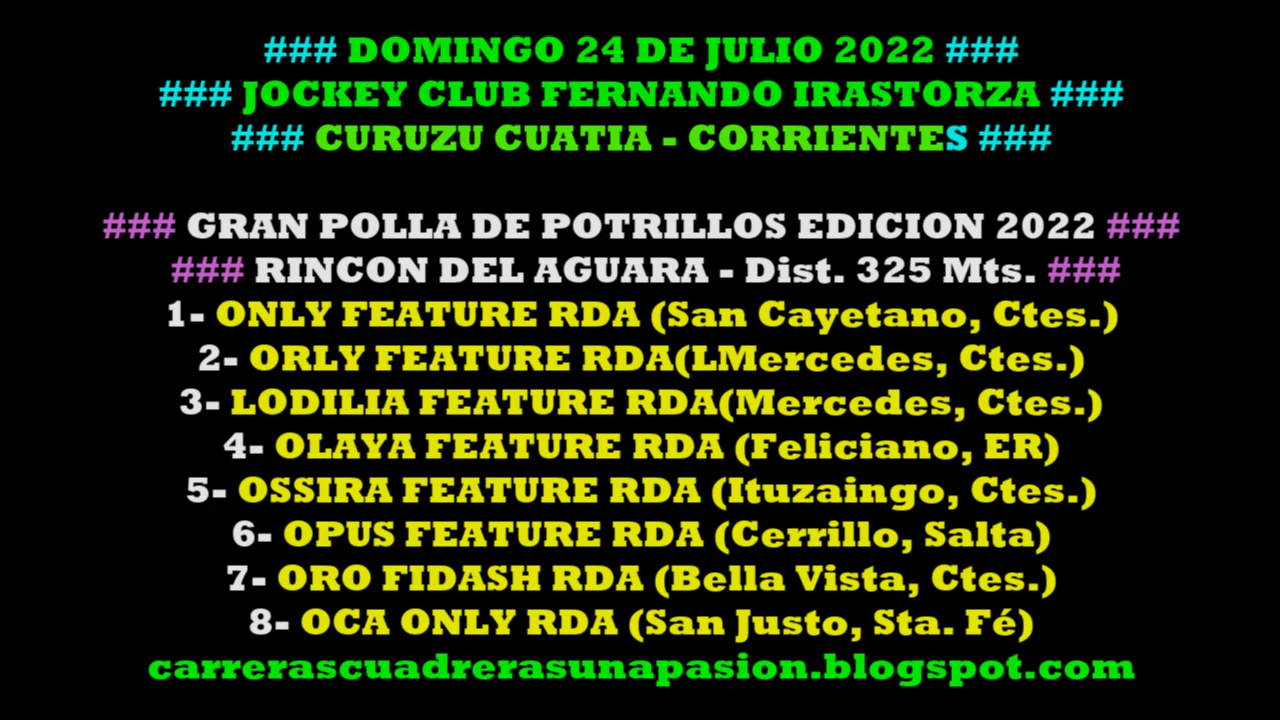 ### DOMINGO 24 DE JULIO 2022 ###
### JOCKEY CLUB FERNANDO IRASTORZA ###
### CURUZU CUATIA - CORRIENTES ###
### GRAN POLLA DE POTRILLOS EDICION 2022 ###
### RINCON DEL AGUARA - Dist. 325 Mts. ###
1- ONLY FEATURE RDA (San Cayetano, Ctes.)
2- ORLY FEATURE RDA(LMercedes, Ctes.)
3- LODILIA FEATURE RDA(Mercedes, Ctes.)
4- OLAYA FEATURE RDA (Feliciano, ER)
5- OSSIRA FEATURE RDA (Ituzaingo, Ctes.)
6- OPUS FEATURE RDA (Cerrillo, Salta)
7- ORO FIDASH RDA (Bella Vista, Ctes.)
8- OCA ONLY RDA (San Justo, Sta. Fé)
carrerascuadrerasunapasion.blogspot.com